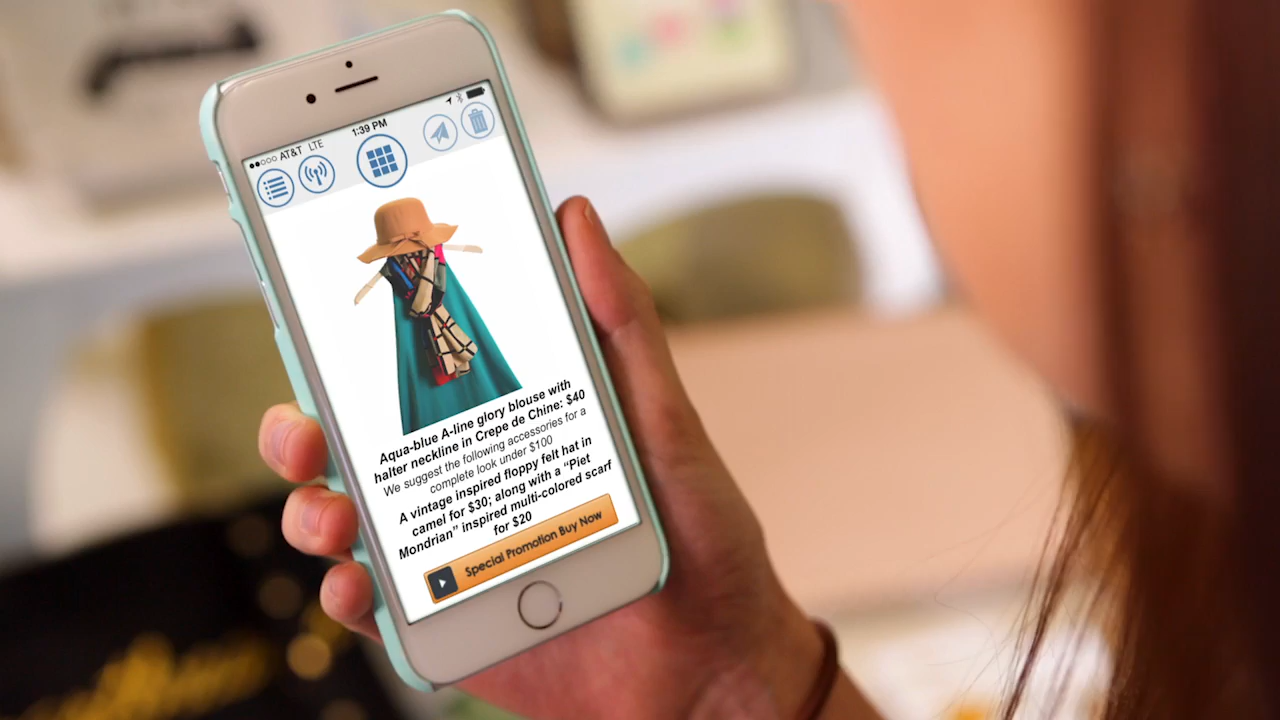 ●●○○○ AT&T LTE 1:39 PM
Aqua-blue A-line glory blouse with
halter neckline in Crepe de Chine: $40
We suggest the following accessories for a
complete look under $100
A vintage inspired floppy felt hat in
camel for $30; along with a “Piet
Mondrian” inspired multi-colored scarf
for $20
Special Promotion Buy Now